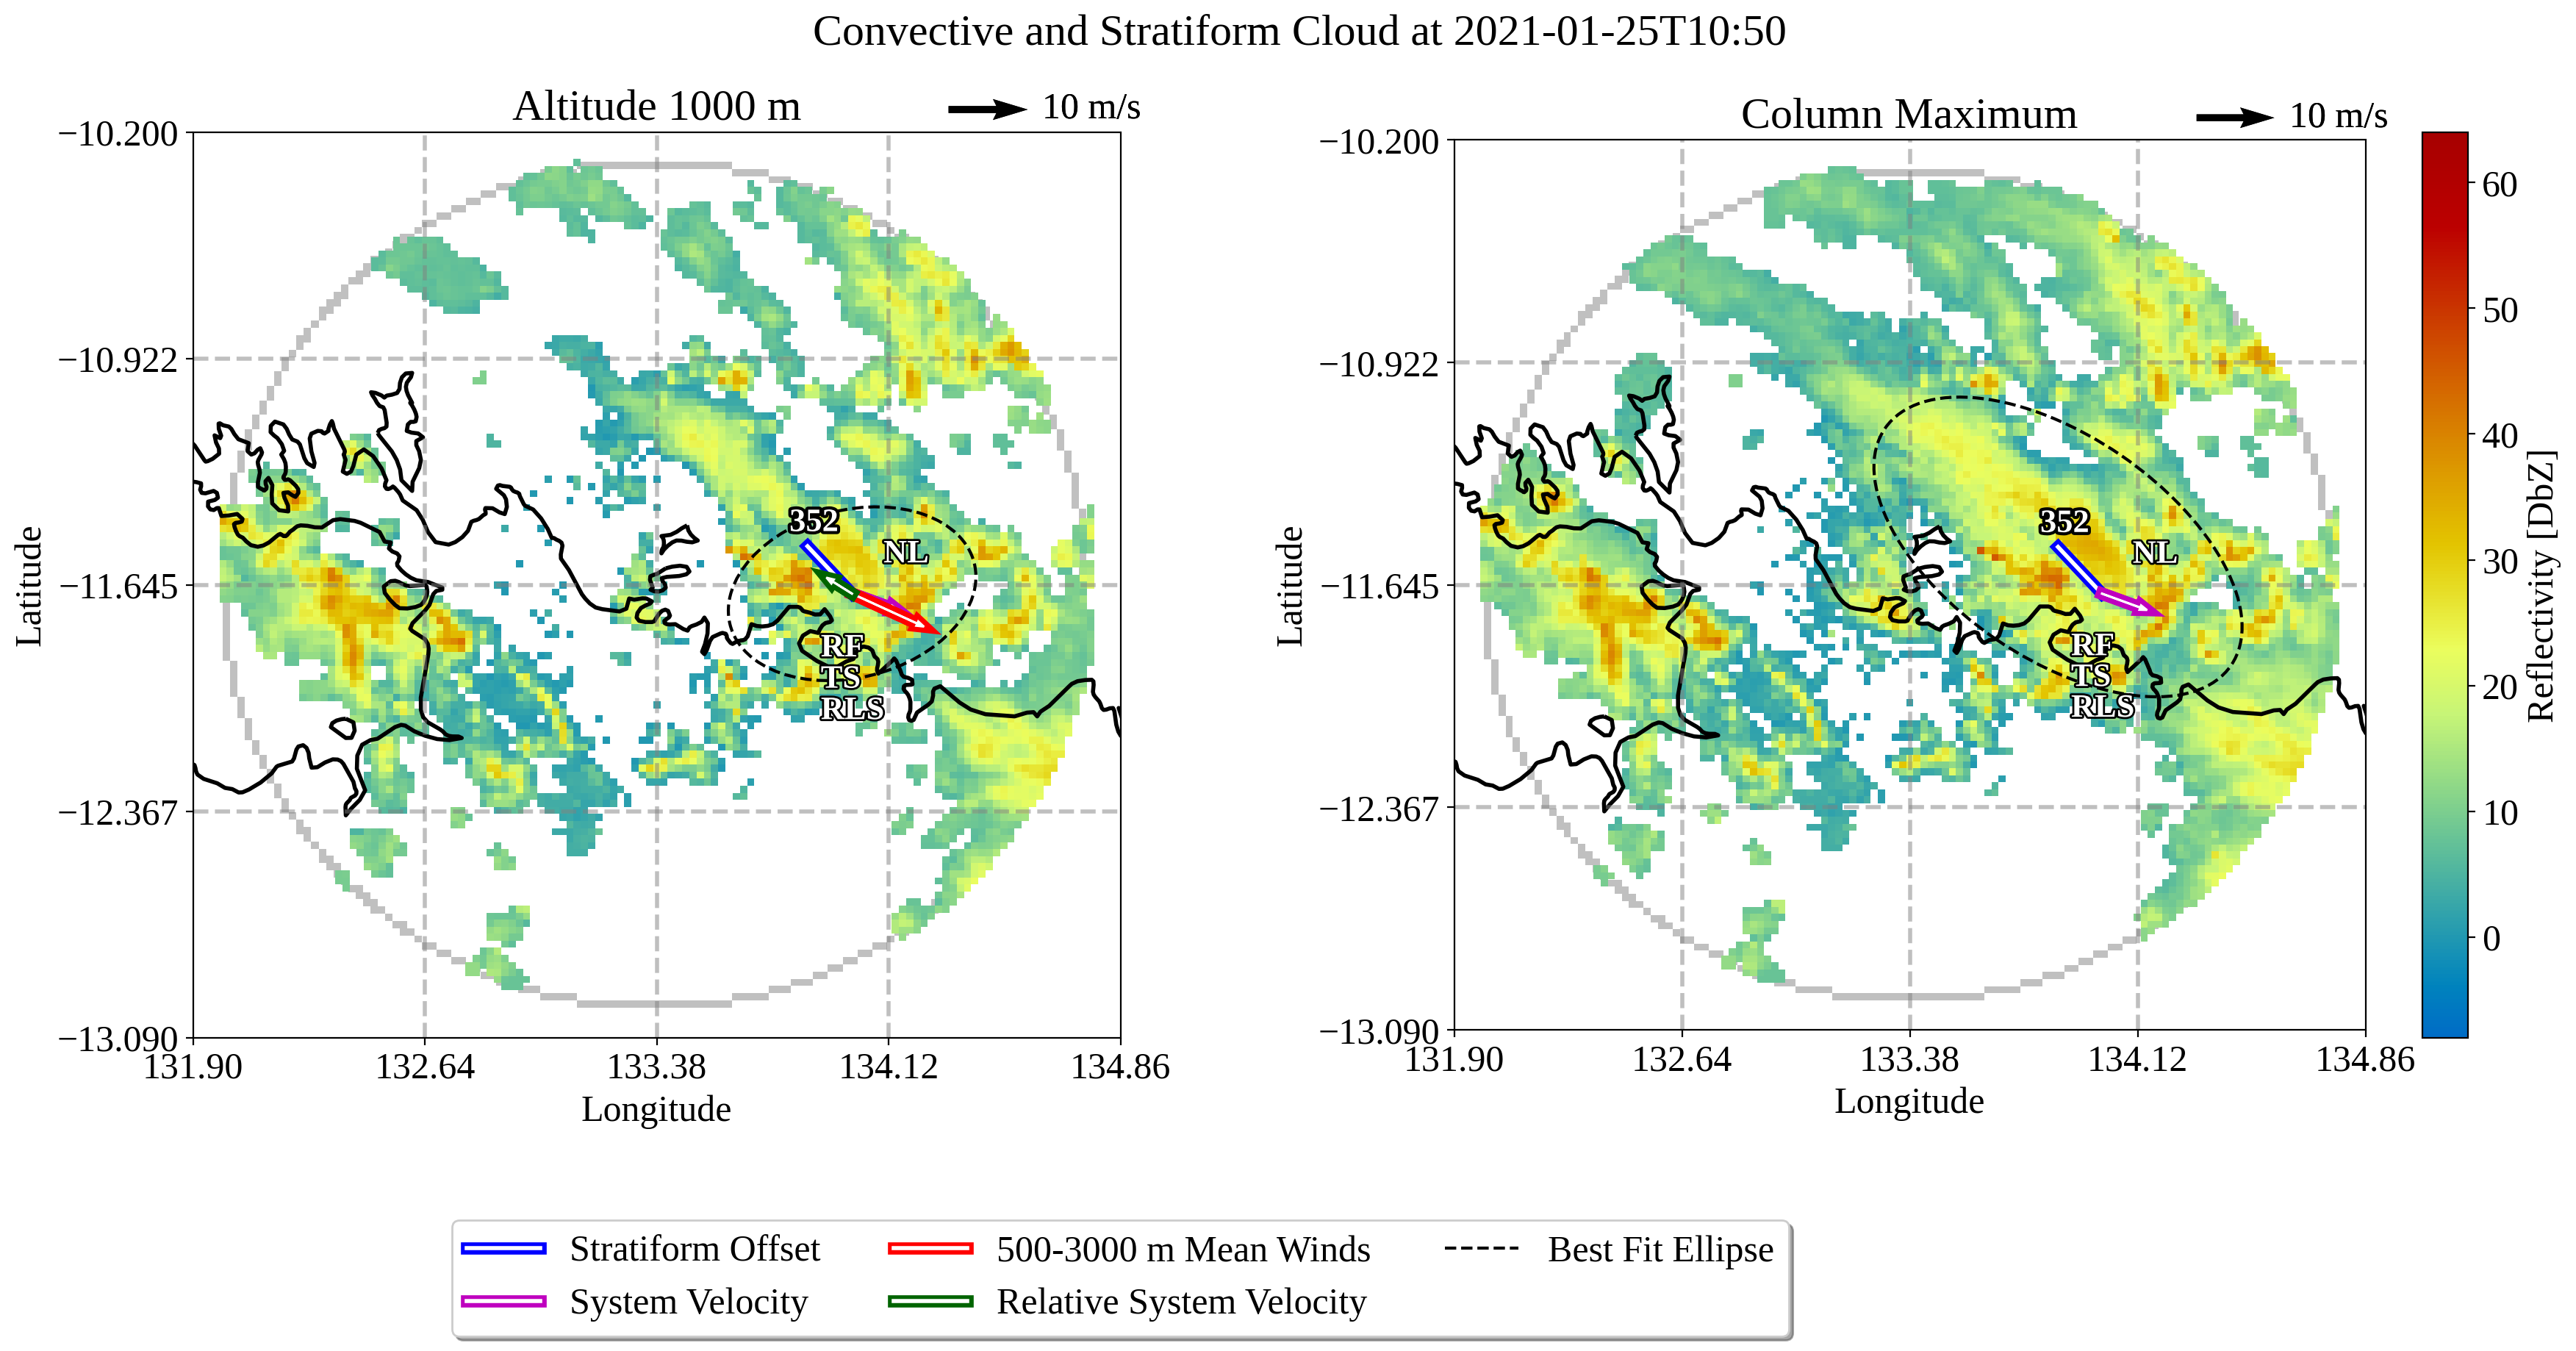 Convective and Stratiform Cloud at 2021-01-25T10:50
Altitude 1000 m
10 m/s
Latitude
−10.200
−10.922
−11.645
−12.367
−13.090
131.90
132.64
133.38
134.12
134.86
Longitude
352
NL
RF
TS
RLS
Column Maximum
10 m/s
Latitude
−10.200
−10.922
−11.645
−12.367
−13.090
131.90
132.64
133.38
134.12
134.86
Longitude
352
NL
RF
TS
RLS
60
50
40
30
20
10
0
Reflectivity [DbZ]
Stratiform Offset
System Velocity
500-3000 m Mean Winds
Relative System Velocity
Best Fit Ellipse